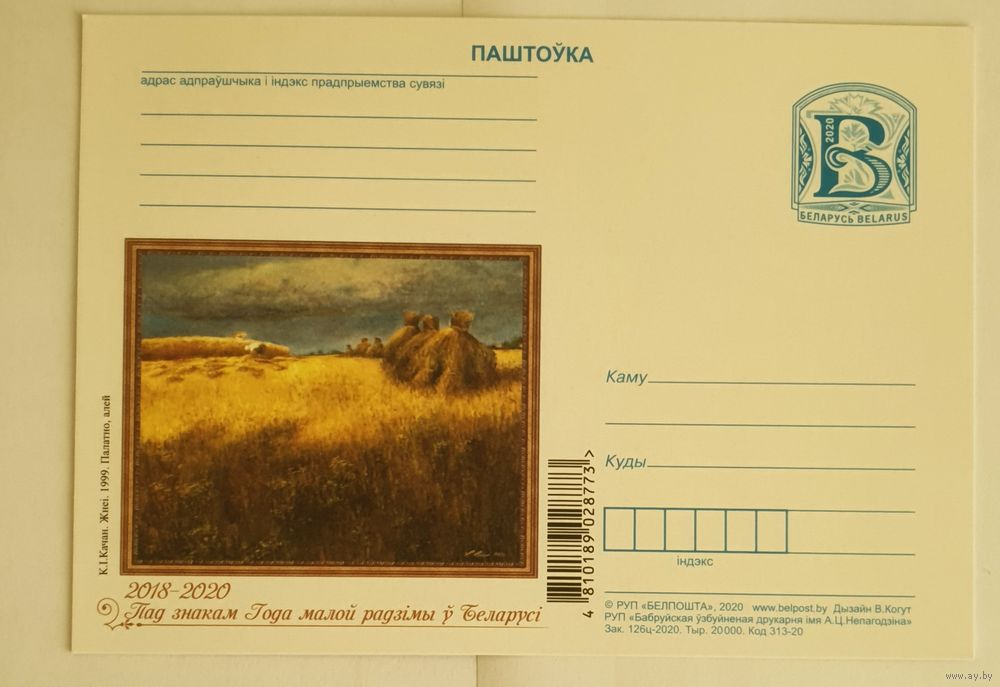 ПАШТОЎКА
адрас адпраўшчыка і індэкс прадпрыемства сувязі
2020
В
БЕЛАРУСЬ BELARUS
К.І.Качан. Жнеі. 1999. Палатно, алей
2018-2020
Пад знакам Года малой радзімы ў Беларусі
4 810189 028773 >
Каму
Куды
індэкс
© РУП «БЕЛПОШТА», 2020 www.belpost.by Дызайн В.Когут
РУП «Бабруйская ўзбуйненая друкарня імя А.Ц.Непагодзіна»
Зак. 126ц-2020. Тыр. 20000. Код 313-20
www.ay.by